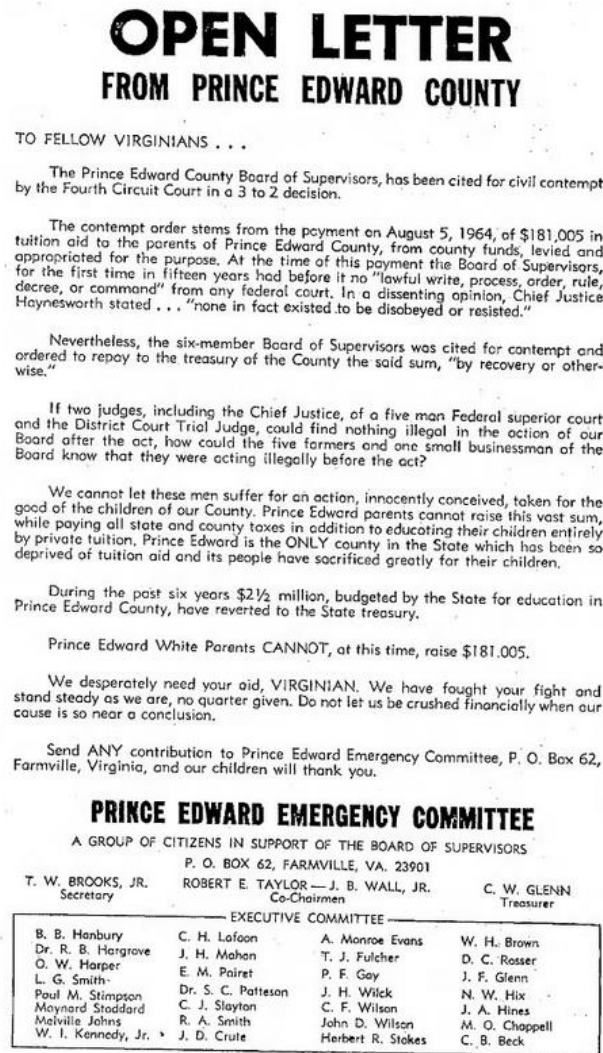 OPEN LETTER
FROM PRINCE EDWARD COUNTY
TO FELLOW VIRGINIANS . . .
The Prince Edward County Board of Supervisors, has been cited for civil contempt
by the Fourth Circuit Court in a 3 to 2 decision.
The contempt order stems from the payment on August 5, 1964, of $181,005 in
tuition aid to the parents of Prince Edward County, from county funds, levied and
appropriated for the purpose. At the time of this payment the Board of Supervisors,
for the first time in fifteen years had before it no "lawful write, process, order, rule,
decree, or command" from any federal court. In a dissenting opinion, Chief Justice
Haynesworth stated . . . "none in fact existed to be disobeyed or resisted."
Nevertheless, the six-member Board of Supervisors was cited for contempt and
ordered to repay to the treasury of the County the said sum, "by recovery or other-
wise."
If two judges, including the Chief Justice, of a five man Federal superior court
and the District Court Trial Judge, could find nothing illegal in the action of our
Board after the act, how could the five farmers and one small businessman of the
Board know that they were acting illegally before the act?
We cannot let these men suffer for an action, innocently conceived, taken for the
good of the children of our County. Prince Edward parents cannot raise this vast sum,
while paying all state and county taxes in addition to educating their children entirely
by private tuition. Prince Edward is the ONLY county in the State which has been so
deprived of tuition aid and its people have sacrificed greatly for their children.
During the past six years $2½ million, budgeted by the State for education in
Prince Edward County, have reverted to the State treasury.
Prince Edward White Parents CANNOT, at this time, raise $181.005.
We desperately need your aid, VIRGINIAN. We have fought your fight and
stand steady as we are, no quarter given. Do not let us be crushed financially when our
cause is so near a conclusion.
Send ANY contribution to Prince Edward Emergency Committee, P. O. Box 62,
Farmville, Virginia, and our children will thank you.
PRINCE EDWARD EMERGENCY COMMITTEE
A GROUP OF CITIZENS IN SUPPORT OF THE BOARD OF SUPERVISORS
P. O. BOX 62, FARMVILLE, VA. 23901
T. W. BROOKS, JR. ROBERT E. TAYLOR — J. B. WALL, JR. C. W. GLENN
Secretary Co-Chairmen Treasurer
EXECUTIVE COMMITTEE
B. B. Hanbury C. H. Lafoon A. Monroe Evans W. H. Brown
Dr. R. B. Hargrove J. H. Mahan T. J. Fulcher D. C. Rosser
O. W. Harper E. M. Pairet P. F. Gay J. F. Glenn
L. G. Smith Dr. S. C. Patteson J. H. Wilck N. W. Hix
Paul M. Stimpson C. J. Slayton C. F. Wilson J. A. Hines
Maynard Stoddard R. A. Smith John D. Wilson M. O. Chappell
Melville Johns J. D. Crute Herbert R. Stokes C. B. Beck
W. I. Kennedy, Jr.